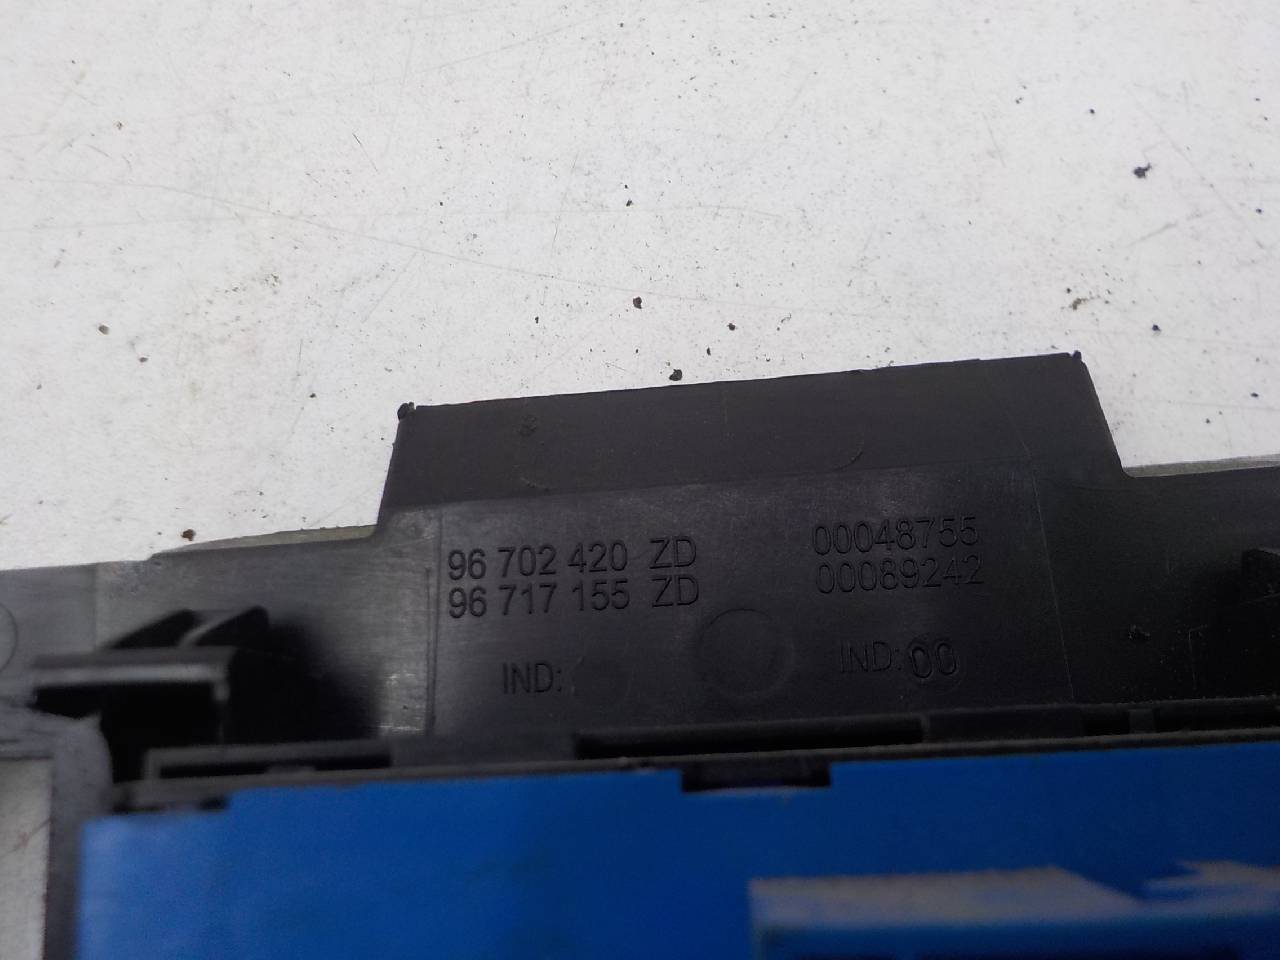 96 702 420 ZD 00048755
96 717 155 ZD 00089242
IND: IND: 00